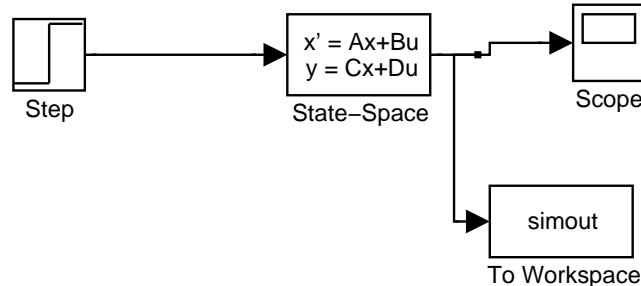 x' = Ax+Bu
y = Cx+Du
Step
State−Space
Scope
simout
To Workspace